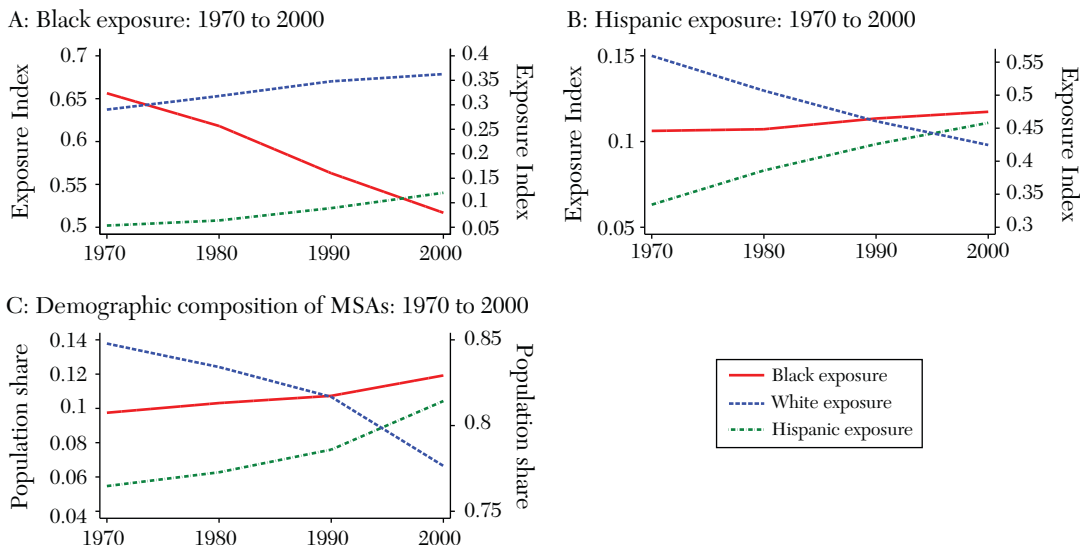 A: Black exposure: 1970 to 2000
Exposure Index
0.7
0.65
0.6
0.55
0.5
0.4
0.35
0.3
0.25
0.2
0.15
0.1
0.05
Exposure Index
1970 1980 1990 2000
B: Hispanic exposure: 1970 to 2000
Exposure Index
0.15
0.1
0.05
0.55
0.5
0.45
0.4
0.35
0.3
Exposure Index
1970 1980 1990 2000
C: Demographic composition of MSAs: 1970 to 2000
Population share
0.14
0.12
0.1
0.08
0.06
0.04
0.85
0.8
0.75
Population share
1970 1980 1990 2000
Black exposure
White exposure
Hispanic exposure